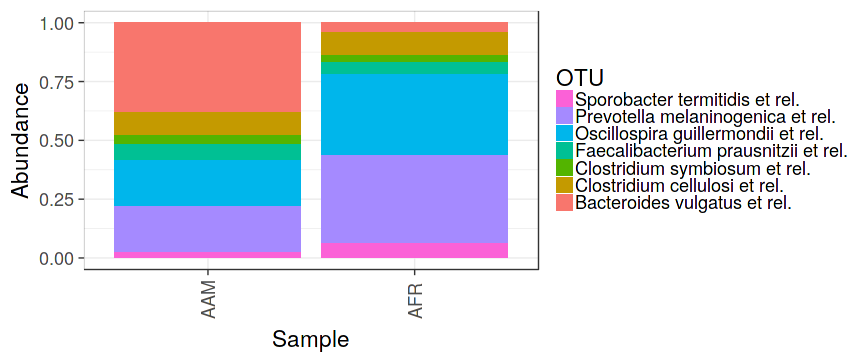 1.00
0.75
0.50
0.25
0.00
Abundance
AAM
AFR
Sample
OTU
Sporobacter termitidis et rel.
Prevotella melaninogenica et rel.
Oscillospira guillermondii et rel.
Faecalibacterium prausnitzii et rel.
Clostridium symbiosum et rel.
Clostridium cellulosi et rel.
Bacteroides vulgatus et rel.